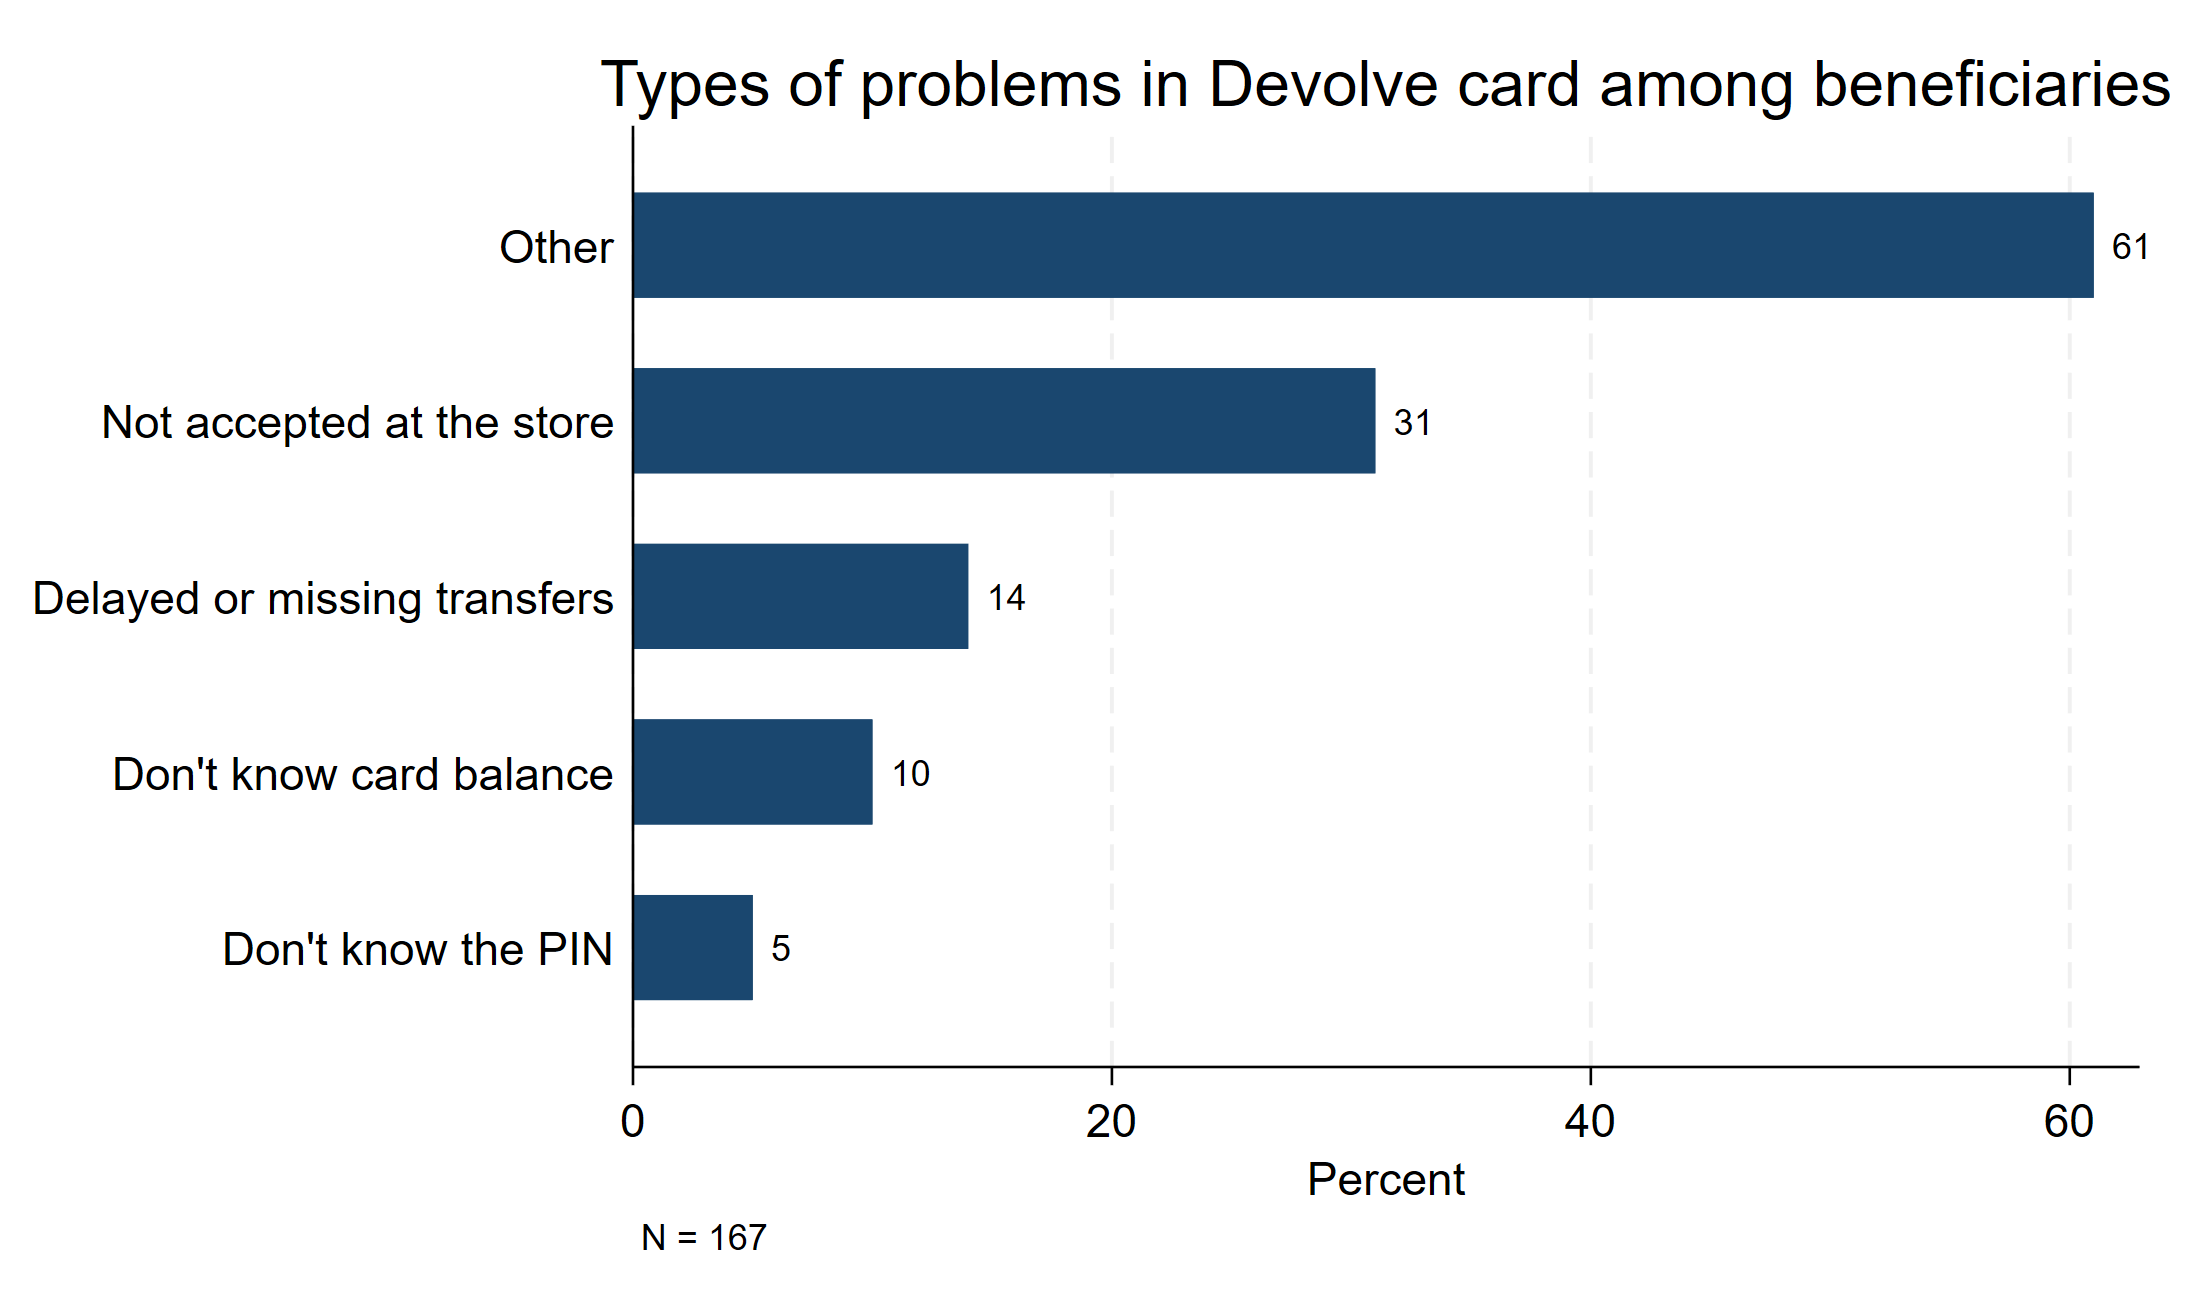 Types of problems in Devolve card among beneficiaries
Other
61
Not accepted at the store
31
Delayed or missing transfers
14
Don't know card balance
10
Don't know the PIN
5
0
20
40
60
Percent
N = 167